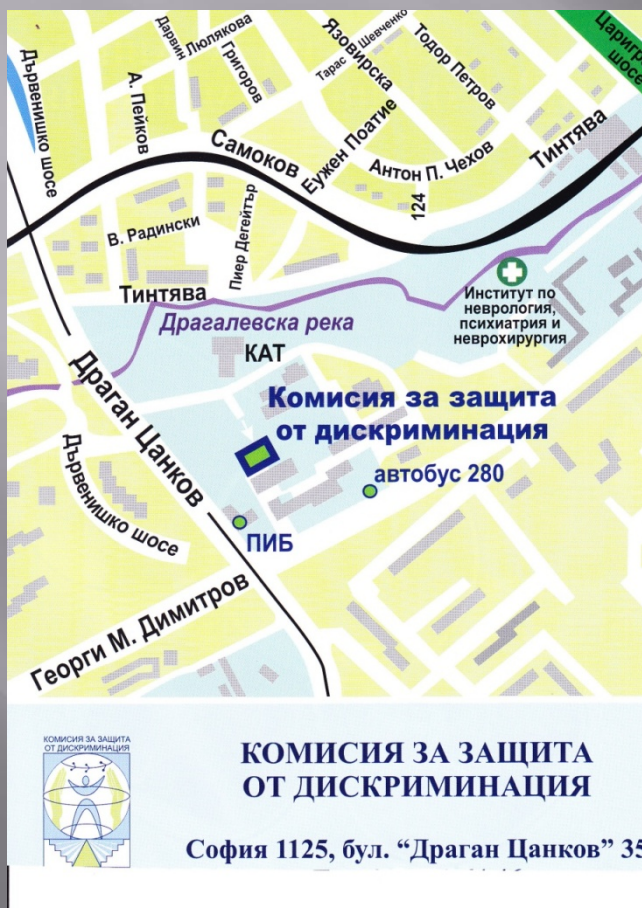 Дървенишко шосе
А. Пейков
Дарвин
Люлякова
Григоров
Язовирска
Тарас Шевченко
Тодор Петров
Самоков
Еужен Поатие
Антон П. Чехов
124
Тинтява
шосе
В. Радински
Пиер Дегейтър
Тинтява
Драгалевска река
КАТ
Институт по
неврология,
психиатрия и
неврохирургия
Драган Цанков
Комисия за защита
от дискриминация
автобус 280
Дървенишко шосе
ПИБ
Георги М. Димитров
КОМИСИЯ ЗА ЗАЩИТА
ОТ ДИСКРИМИНАЦИЯ
КОМИСИЯ ЗА ЗАЩИТА
ОТ ДИСКРИМИНАЦИЯ
София 1125, бул. “Драган Цанков” 35